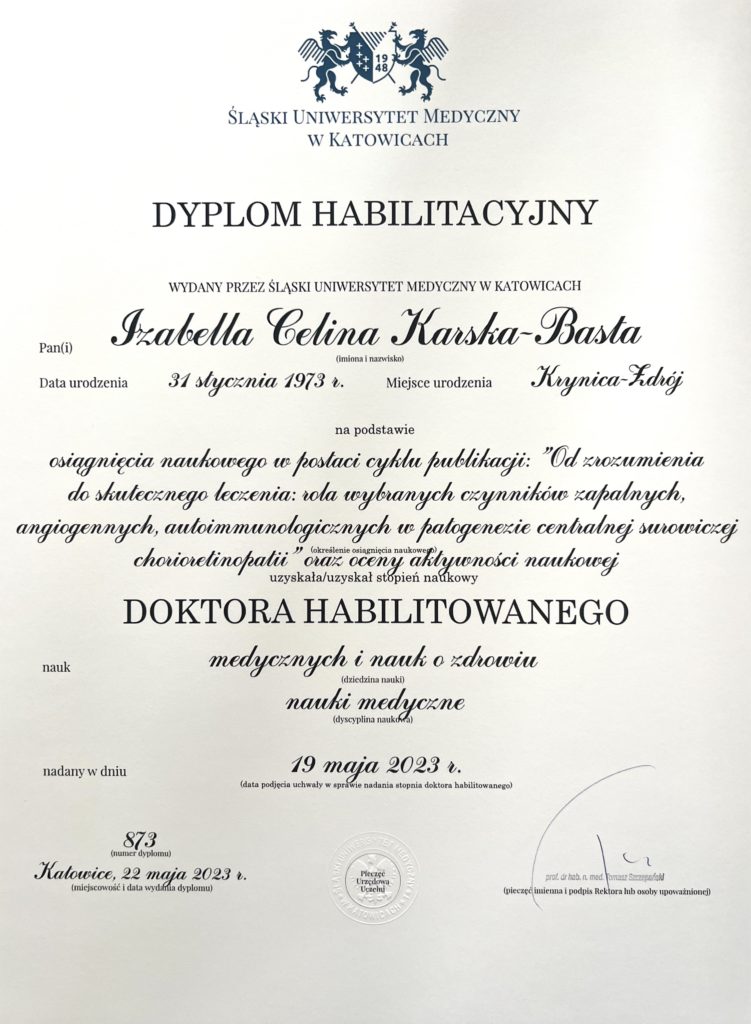 19
48
ŚLĄSKI UNIWERSYTET MEDYCZNY
W KATOWICACH
DYPLOM HABILITACYJNY
WYDANY PRZEZ ŚLĄSKI UNIWERSYTET MEDYCZNY W KATOWICACH
Pan(i) Izabella Celina Karska-Basta
(imiona i nazwisko)
Data urodzenia 31 stycznia 1973 r. Miejsce urodzenia Krynica-Zdrój
na podstawie
osiągnięcia naukowego w postaci cyklu publikacji: "Od zrozumienia
do skutecznego leczenia: rola wybranych czynników zapalnych,
angiogennych, autoimmunologicznych w patogenezie centralnej surowiczej
(określenie osiągnięcia naukowego)
chorioretinopatii" oraz oceny aktywności naukowej
uzyskała/uzyskał stopień naukowy
DOKTORA HABILITOWANEGO
nauk medycznych i nauk o zdrowiu
(dziedzina nauki)
nauki medyczne
(dyscyplina naukowa)
nadany w dniu 19 maja 2023 r.
(data podjęcia uchwały w sprawie nadania stopnia doktora habilitowanego)
873
(numer dyplomu)
Katowice, 22 maja 2023 r.
(miejscowość i data wydania dyplomu)
Pieczęć
Urzędowa
Uczelni
prof. dr hab. n. med. Tomasz Szczepański
(pieczęć imienna i podpis Rektora lub osoby upoważnionej)